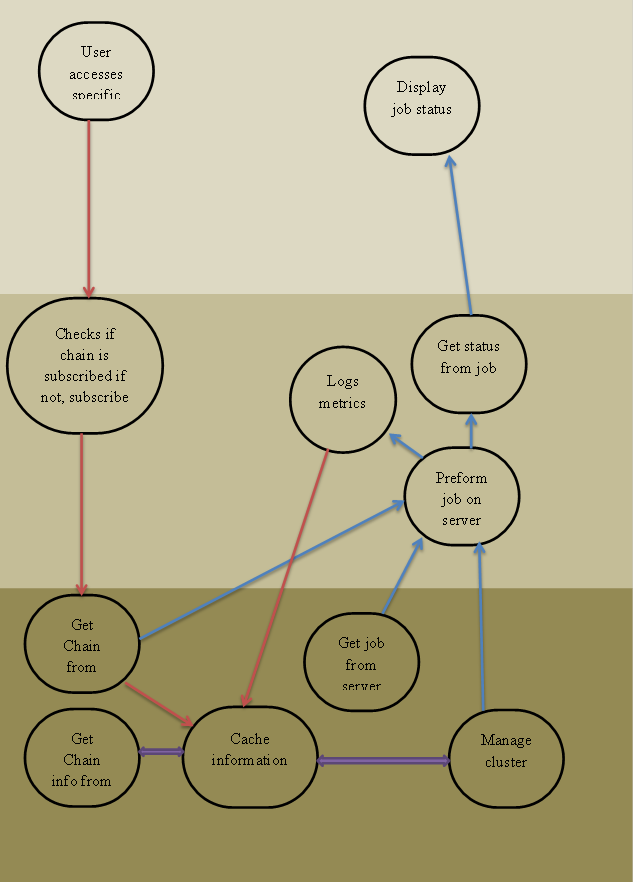 User
accesses
specific
Display
job status
Checks if
chain is
subscribed if
not, subscribe
Get status
from job
Logs
metrics
Preform
job on
server
Get
Chain
from
Get job
from
server
Get
Chain
info from
Cache
information
Manage
cluster